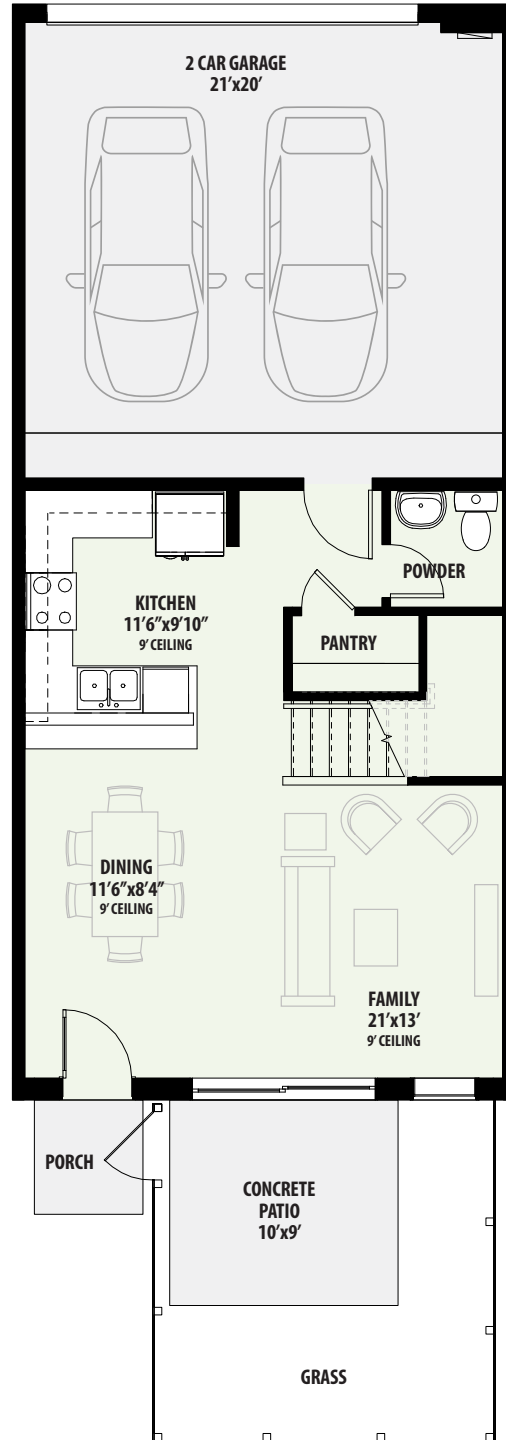 2 CAR GARAGE
21’x20’
POWDER
KITCHEN
11’6”x9’10”
9’ CEILING
PANTRY
DINING
11’6”x8’4”
9’ CEILING
FAMILY
21’x13’
9’ CEILING
PORCH
CONCRETE
PATIO
10’x9’
GRASS